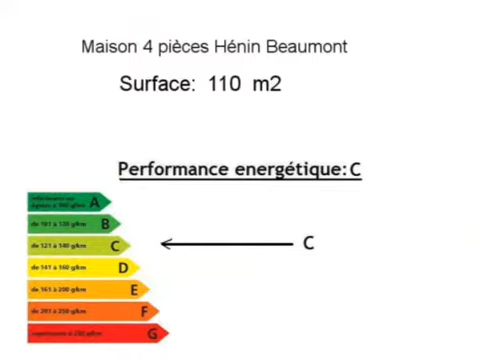 Maison 4 pièces Hénin Beaumont
Surface: 110 m2
Performance energétique: C
A
de 101 à 120 g/km B
de 121 à 140 g/km C
C
de 141 à 160 g/km D
de 161 à 200 g/km E
de 201 à 250 g/km F
G